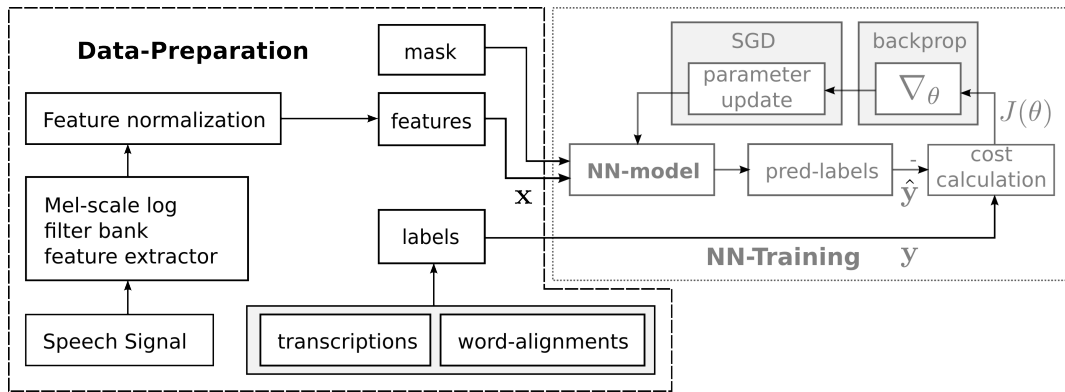 Data-Preparation
mask
Feature normalization
features
Mel-scale log
filter bank
feature extractor
x
labels
Speech Signal
transcriptions
word-alignments
SGD
backprop
parameter
update
∇θ
J(θ)
NN-model
pred-labels
-
ŷ
cost
calculation
NN-Training
y